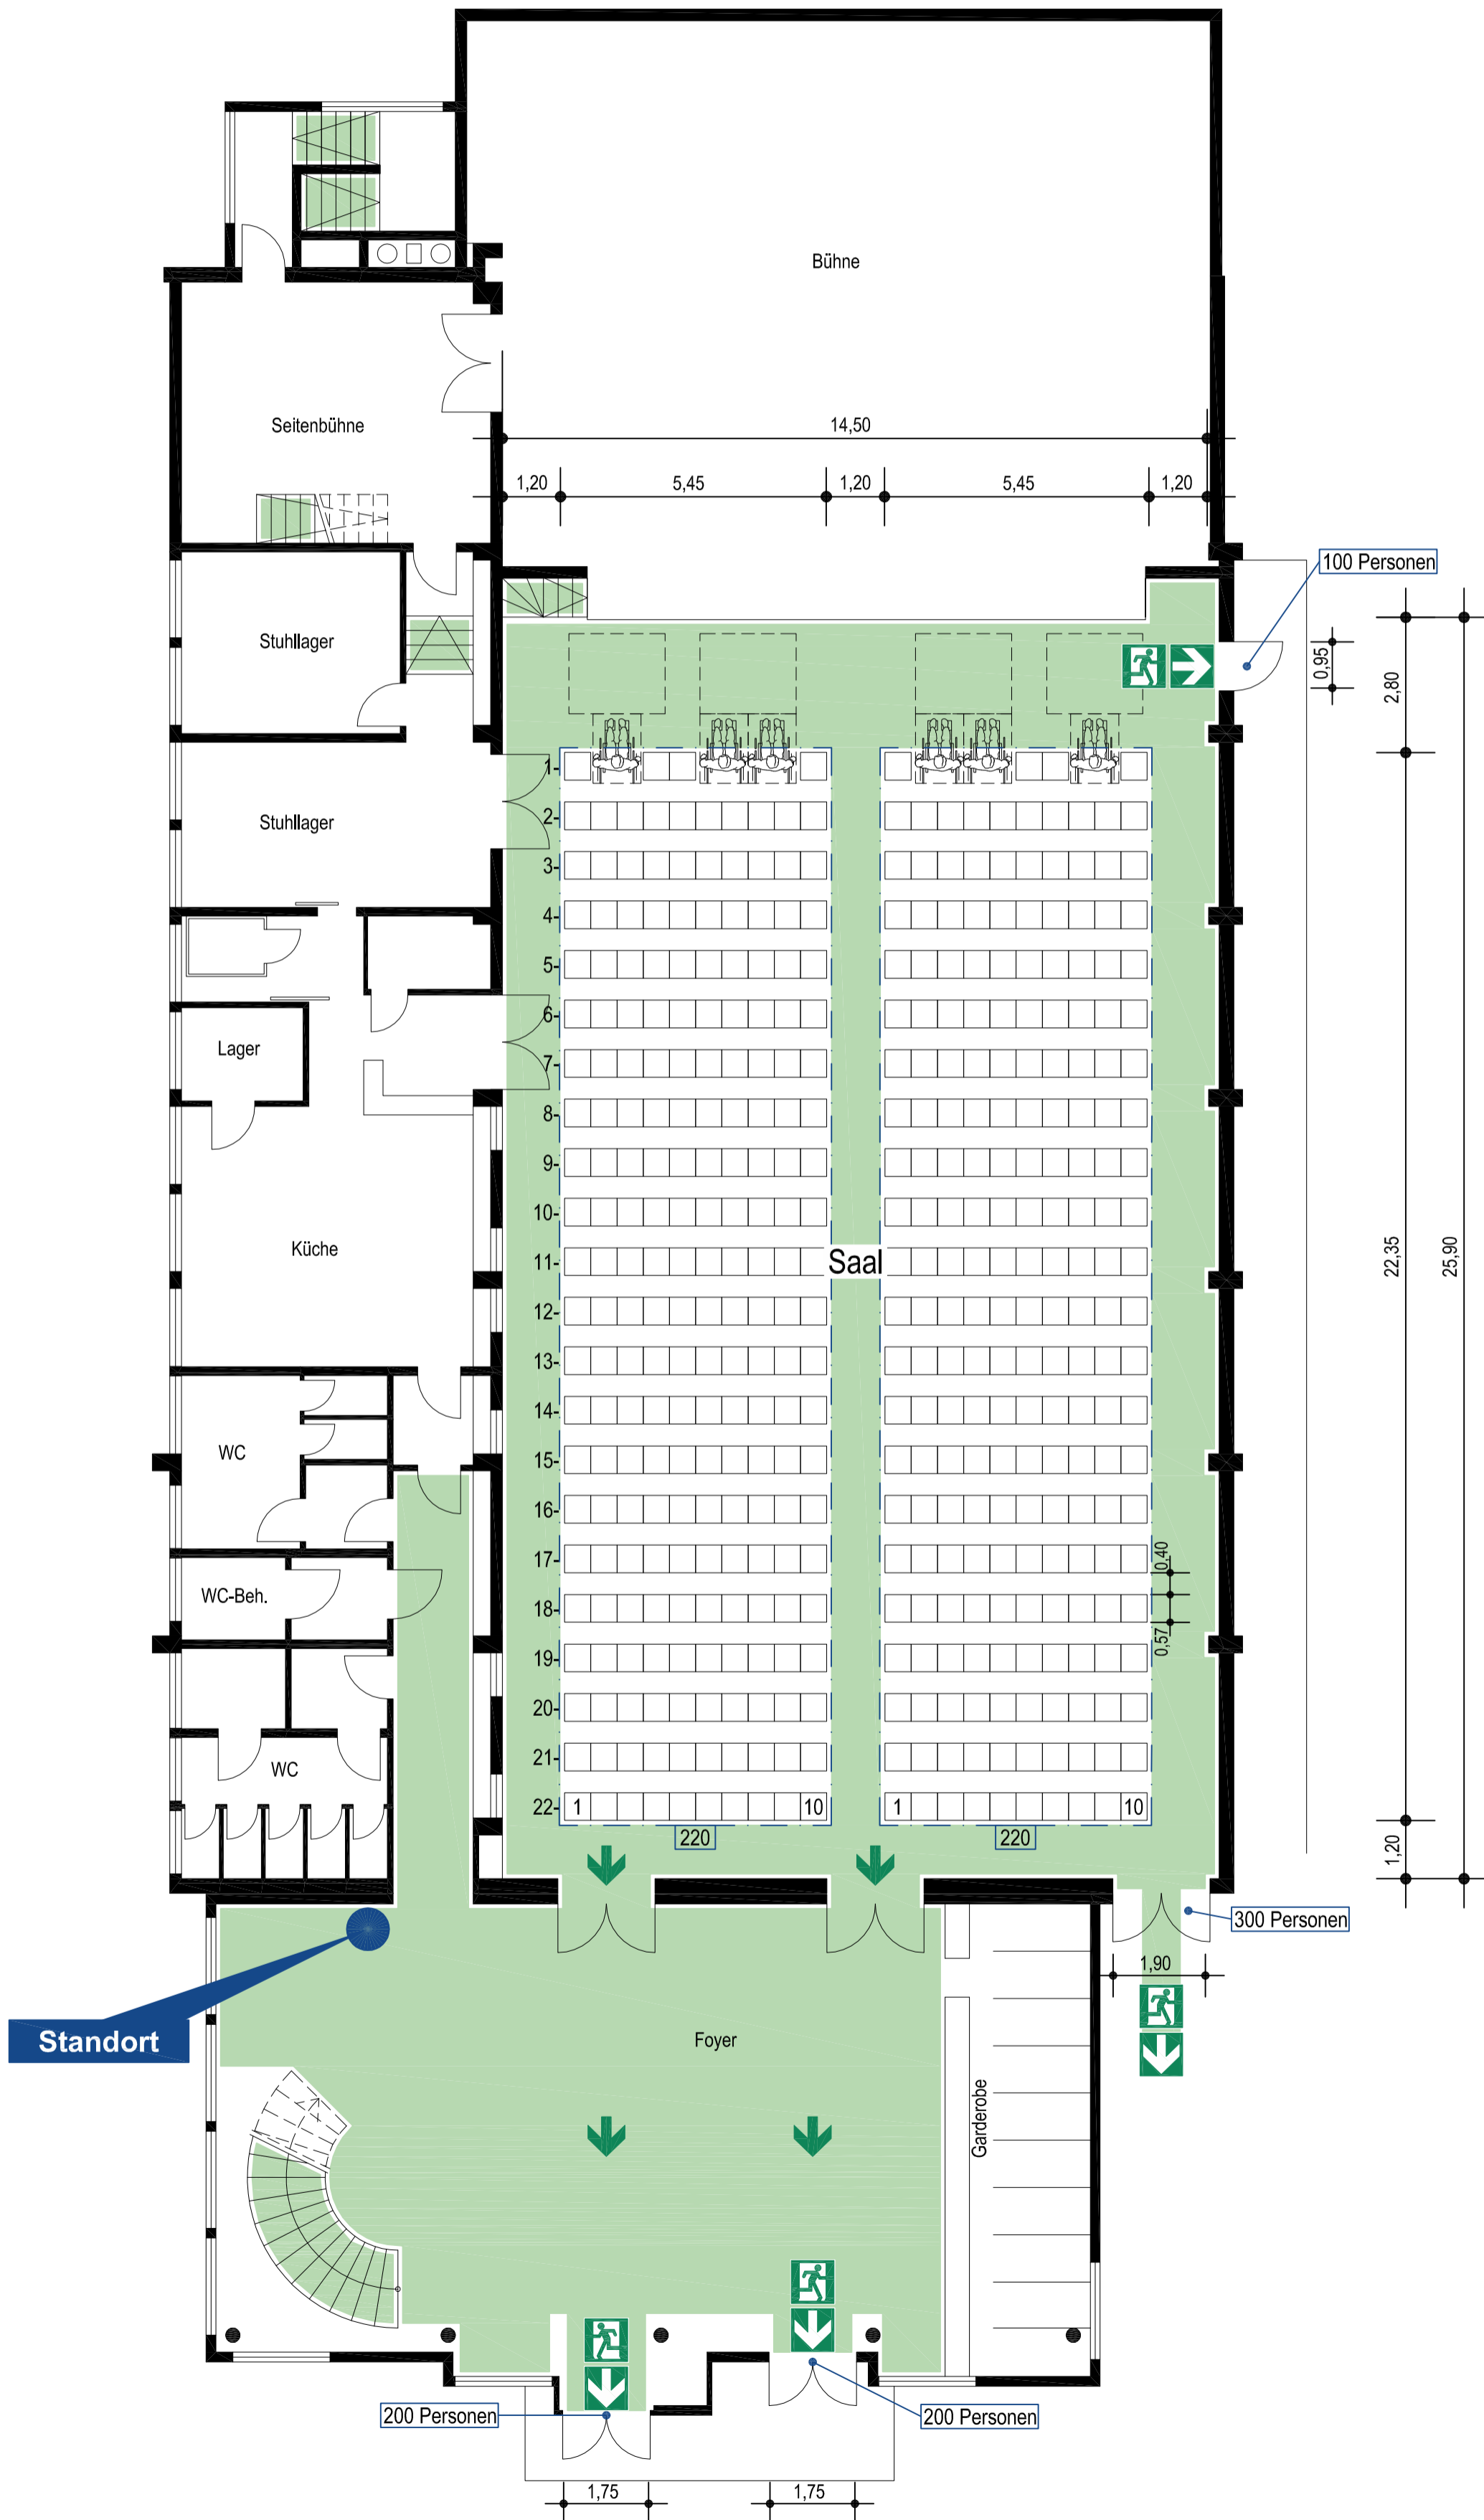 Bühne
Seitenbühne
14,50
1,20
5,45
1,20
5,45
1,20
100 Personen
0,95
2,80
Stuhllager
1
Stuhllager
2
3
4
5
6
Lager
7
8
9
10
Küche
Saal
22,35
25,90
11
12
13
14
WC
15
16
17
0,40
WC-Beh.
18
0,57
19
20
21
WC
22
1
10
1
10
220
220
1,20
300 Personen
1,90
Standort
Foyer
Garderobe
200 Personen
200 Personen
1,75
1,75